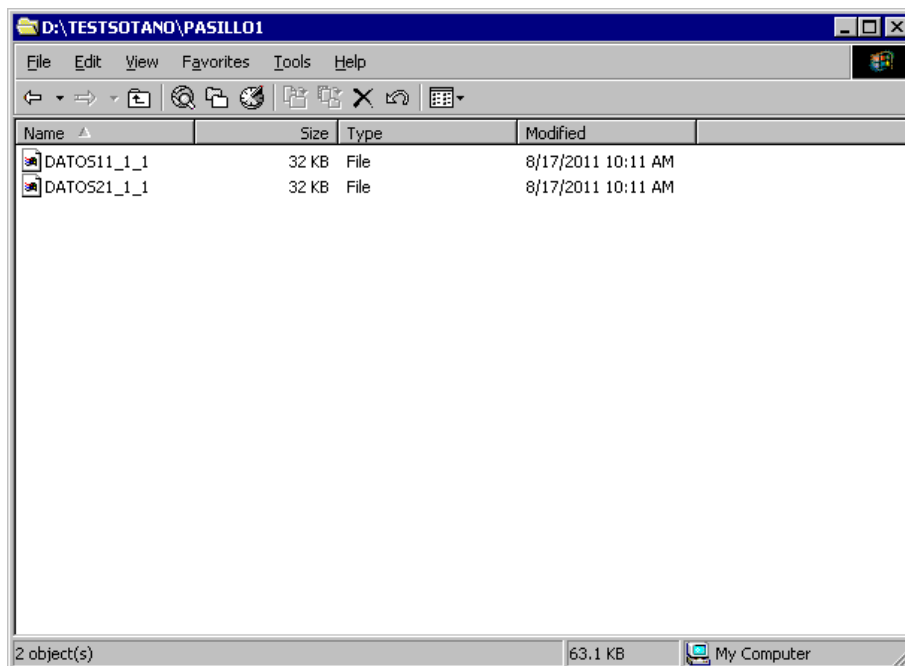 D:\TESTSOTANO\PASILLO1
File Edit View Favorites Tools Help
Name Size Type Modified
DATOS11_1_1 32 KB File 8/17/2011 10:11 AM
DATOS21_1_1 32 KB File 8/17/2011 10:11 AM
2 object(s) 63.1 KB My Computer